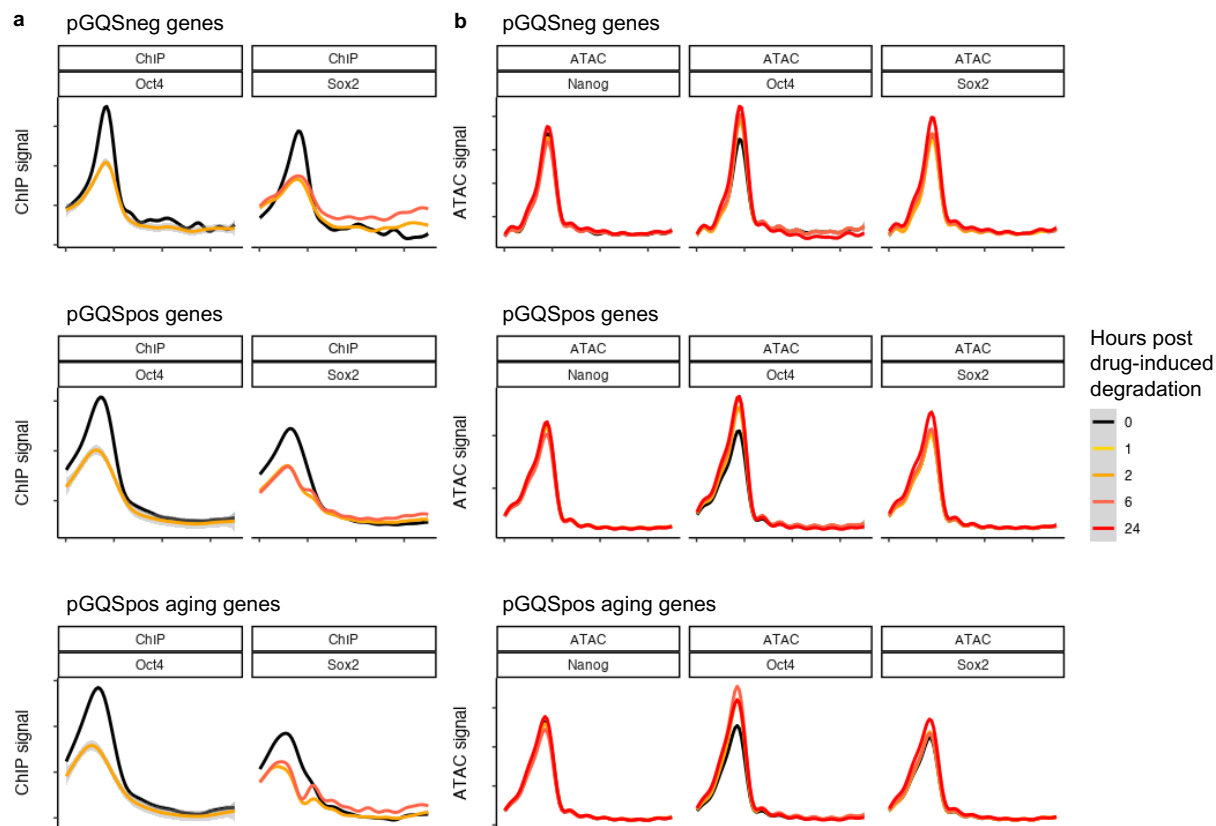 a
pGQSneg genes
ChIP
ChIP
Oct4
Sox2
ChIP signal
b
pGQSneg genes
ATAC
ATAC
ATAC
Nanog
Oct4
Sox2
ATAC signal
pGQSpos genes
ChIP
ChIP
Oct4
Sox2
ChIP signal
pGQSpos genes
ATAC
ATAC
ATAC
Nanog
Oct4
Sox2
ATAC signal
Hours post
drug-induced
degradation
0
1
2
6
24
pGQSpos aging genes
ChIP
ChIP
Oct4
Sox2
ChIP signal
pGQSpos aging genes
ATAC
ATAC
ATAC
Nanog
Oct4
Sox2
ATAC signal